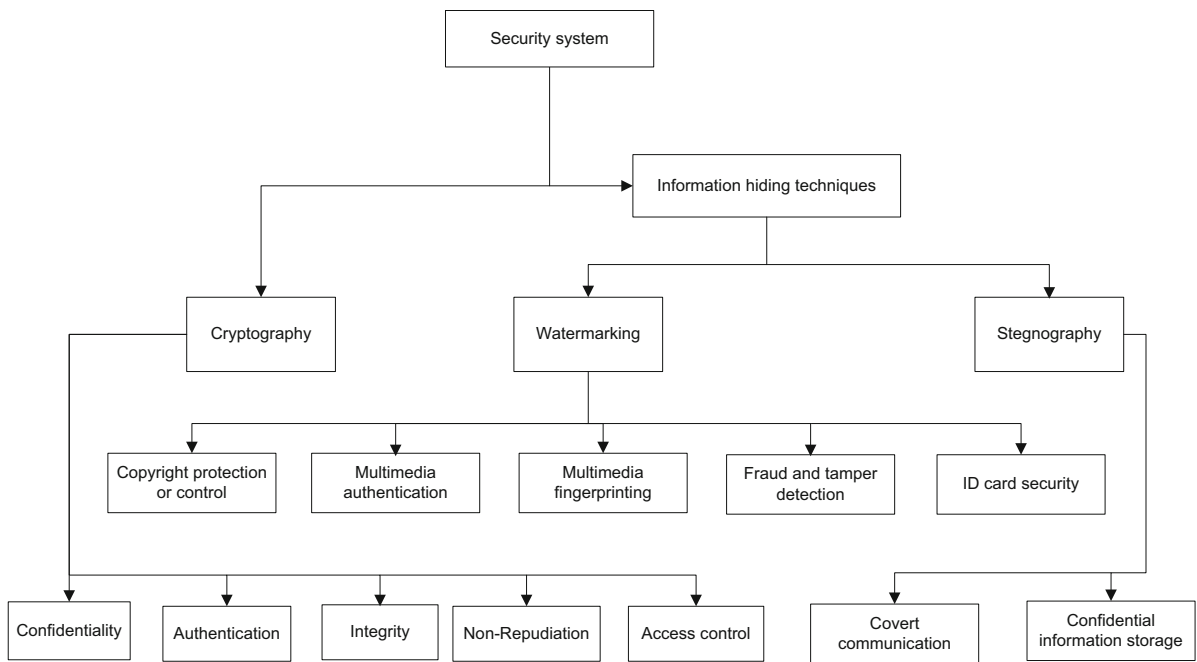 Security system
Information hiding techniques
Cryptography
Watermarking
Stegnography
Copyright protection
or control
Multimedia
authentication
Multimedia
fingerprinting
Fraud and tamper
detection
ID card security
Confidentiality
Authentication
Integrity
Non-Repudiation
Access control
Covert
communication
Confidential
information storage